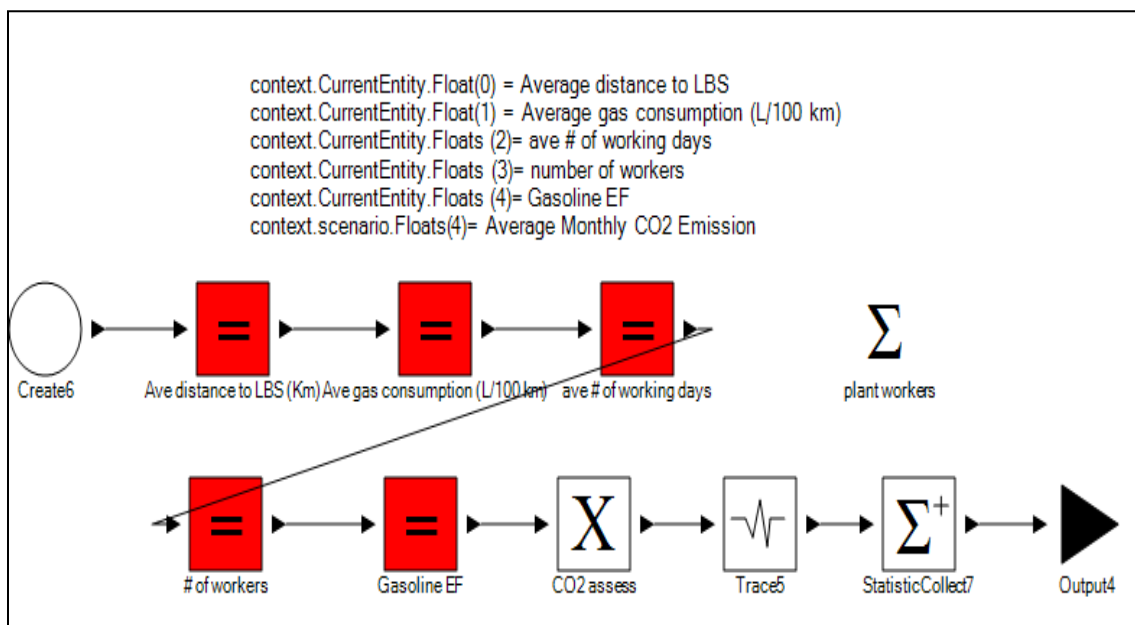 context.CurrentEntity.Float(0) = Average distance to LBS
context.CurrentEntity.Float(1) = Average gas consumption (L/100 km)
context.CurrentEntity.Floats (2)= ave # of working days
context.CurrentEntity.Floats (3)= number of workers
context.CurrentEntity.Floats (4)= Gasoline EF
context.scenario.Floats(4)= Average Monthly CO2 Emission
= = = Σ
Create6 Ave distance to LBS (Km) Ave gas consumption (L/100 km) ave # of working days plant workers
= = X Σ+
# of workers Gasoline EF CO2 assess Trace5 StatisticCollect7 Output4